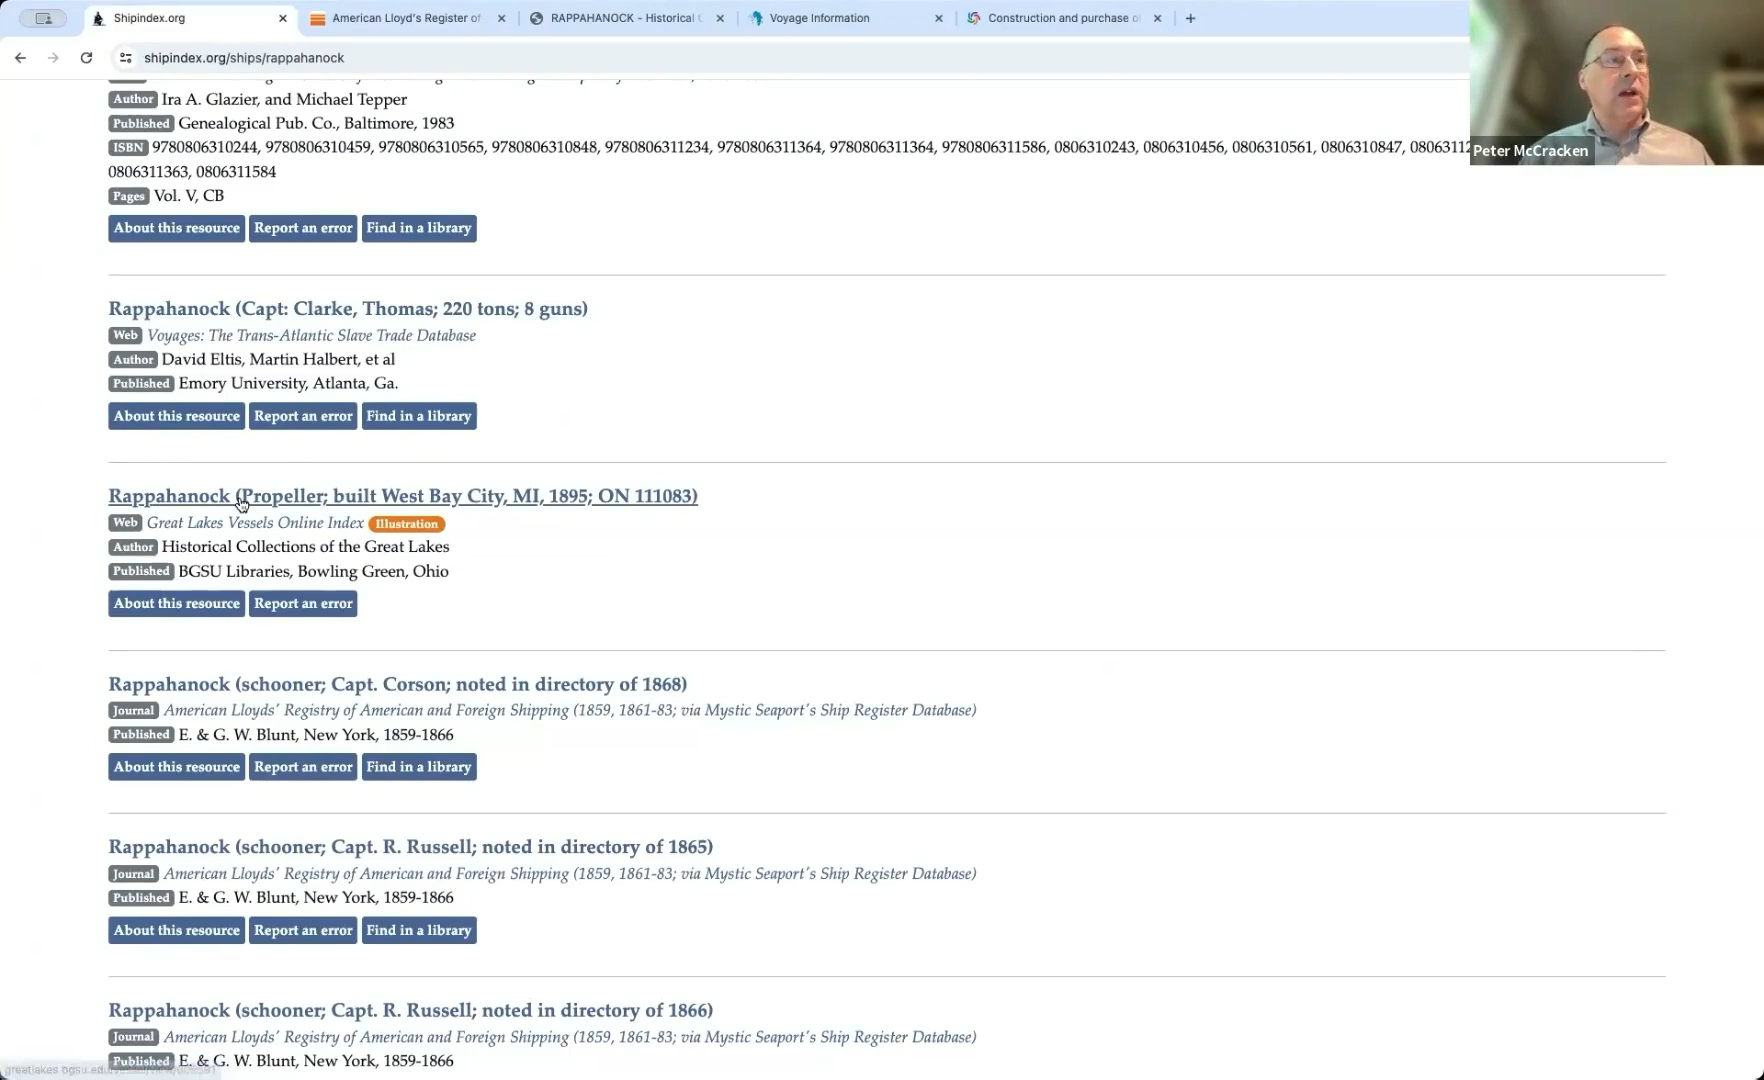 Shipindex.org
American Lloyd's Register of
RAPPAHANOCK - Historical
Voyage Information
Construction and purchase
shipindex.org/ships/rappahanock
Author Ira A. Glazier, and Michael Tepper
Published Genealogical Pub. Co., Baltimore, 1983
ISBN 9780806310244, 9780806310459, 9780806310565, 9780806310848, 9780806311234, 9780806311364, 9780806311364, 9780806311586, 0806310243, 0806310456, 0806310561, 0806310847, 0806312
0806311363, 0806311584
Pages Vol. V, CB
About this resource Report an error Find in a library
Peter McCracken
Rappahanock (Capt: Clarke, Thomas; 220 tons; 8 guns)
Web Voyages: The Trans-Atlantic Slave Trade Database
Author David Eltis, Martin Halbert, et al
Published Emory University, Atlanta, Ga.
About this resource Report an error Find in a library
Rappahanock (Propeller; built West Bay City, MI, 1895; ON 111083)
Web Great Lakes Vessels Online Index Illustration
Author Historical Collections of the Great Lakes
Published BGSU Libraries, Bowling Green, Ohio
About this resource Report an error
Rappahanock (schooner; Capt. Corson; noted in directory of 1868)
Journal American Lloyds' Registry of American and Foreign Shipping (1859, 1861-83; via Mystic Seaport's Ship Register Database)
Published E. & G. W. Blunt, New York, 1859-1866
About this resource Report an error Find in a library
Rappahanock (schooner; Capt. R. Russell; noted in directory of 1865)
Journal American Lloyds' Registry of American and Foreign Shipping (1859, 1861-83; via Mystic Seaport's Ship Register Database)
Published E. & G. W. Blunt, New York, 1859-1866
About this resource Report an error Find in a library
Rappahanock (schooner; Capt. R. Russell; noted in directory of 1866)
Journal American Lloyds' Registry of American and Foreign Shipping (1859, 1861-83; via Mystic Seaport's Ship Register Database)
Published E. & G. W. Blunt, New York, 1859-1866